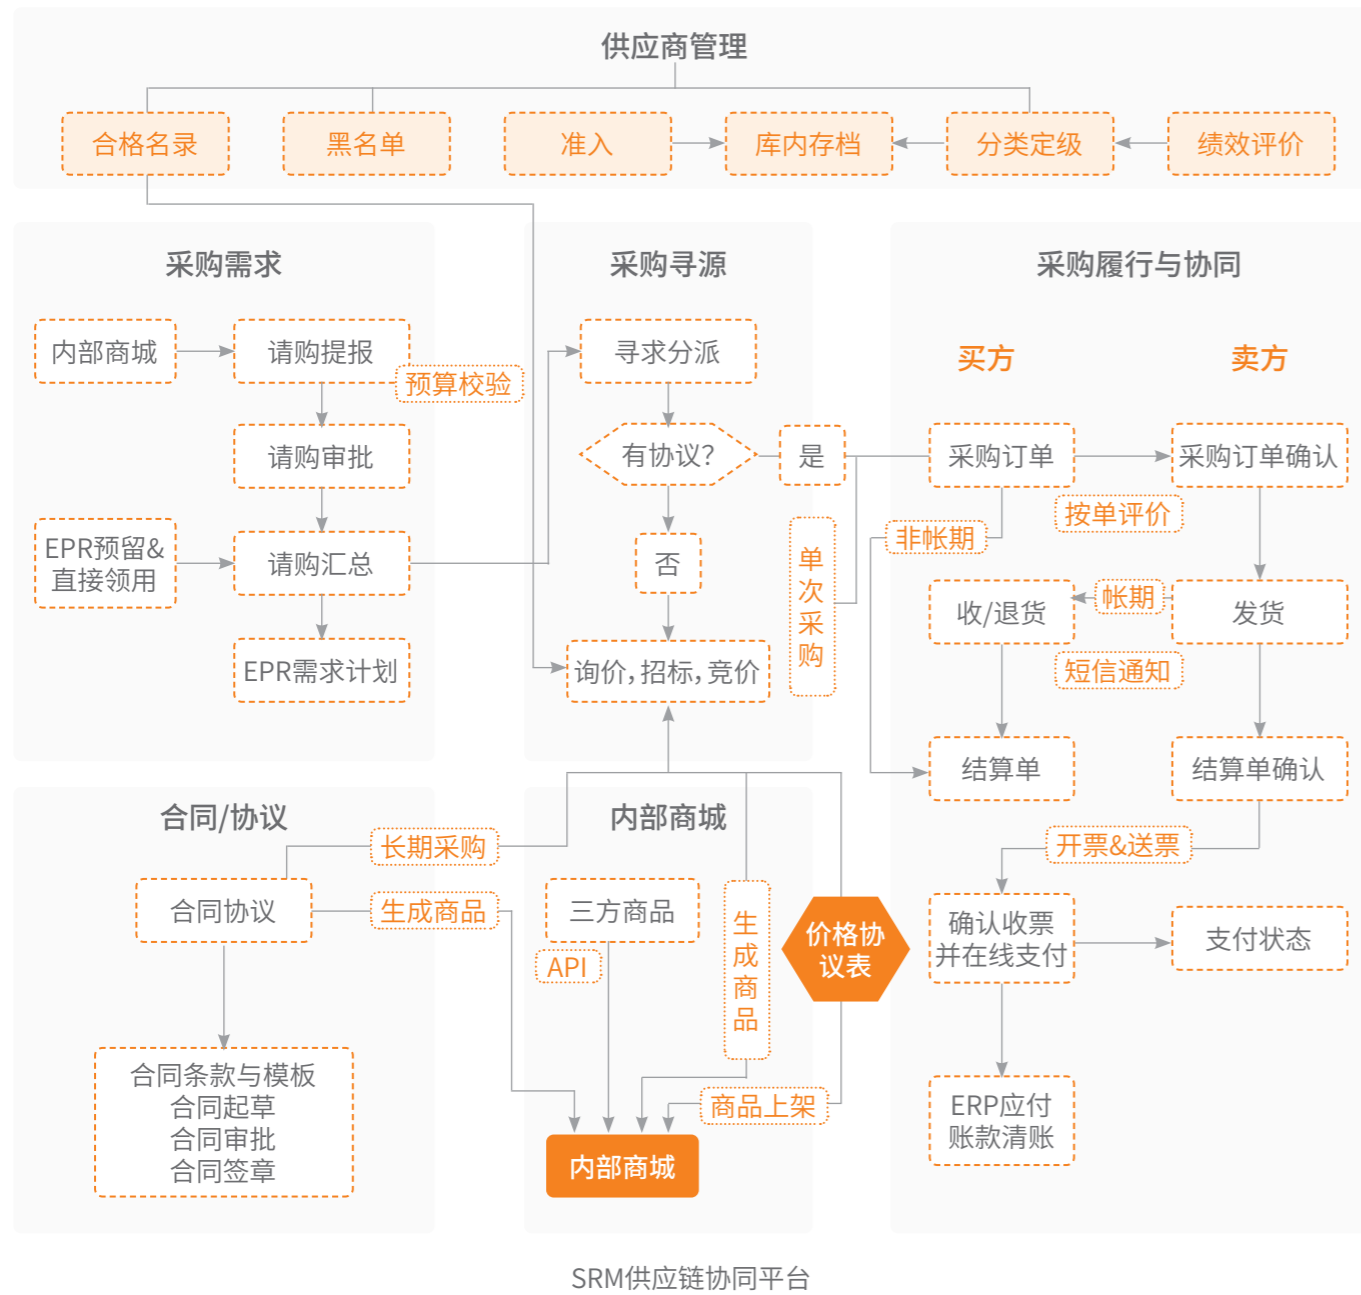 供应商管理
合格名录
黑名单
准入
库内存档
分类定级
绩效评价
采购需求
内部商城
请购提报
预算校验
请购审批
EPR预留&
直接领用
请购汇总
EPR需求计划
采购寻源
寻求分派
有协议?
是
否
询价,招标,竞价
单
次
采
购
采购履行与协同
买方
卖方
采购订单
采购订单确认
按单评价
非帐期
收/退货
帐期
发货
短信通知
结算单
结算单确认
开票&送票
确认收票
并在线支付
支付状态
ERP应付
账款清账
合同/协议
长期采购
合同协议
生成商品
合同条款与模板
合同起草
合同审批
合同签章
内部商城
三方商品
API
生
成
商
品
价格协
议表
商品上架
内部商城
SRM供应链协同平台